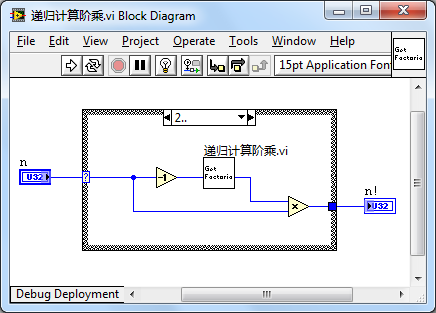 递归计算阶乘.vi Block Diagram
File Edit View Project Operate Tools Window Help
15pt Application Font
Get
Factoria
2..
递归计算阶乘.vi
n
U32
?
-1
Get
Factoria
×
n!
U32
Debug Deployment